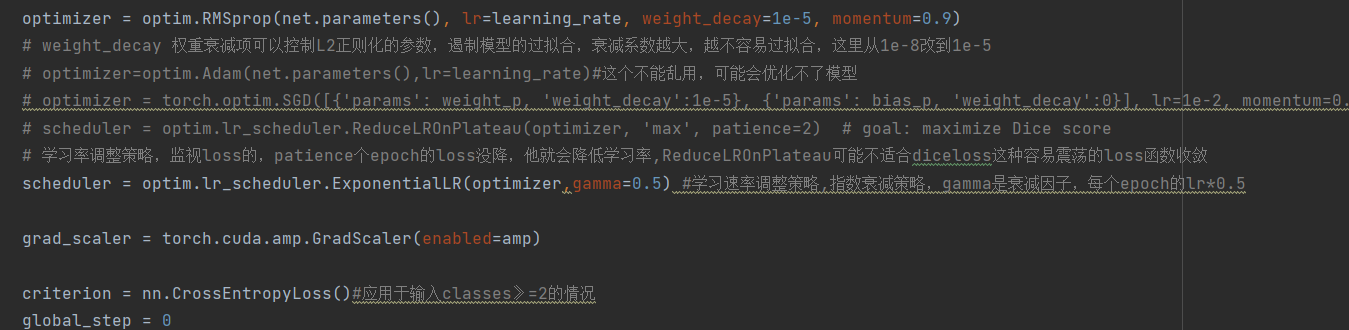 optimizer = optim.RMSprop(net.parameters(), lr=learning_rate, weight_decay=1e-5, momentum=0.9)
# weight_decay 权重衰减项可以控制L2正则化的参数，遏制模型的过拟合，衰减系数越大，越不容易过拟合，这里从1e-8改到1e-5
# optimizer=optim.Adam(net.parameters(),lr=learning_rate)#这个不能乱用，可能会优化不了模型
# optimizer = torch.optim.SGD([{'params': weight_p, 'weight_decay':1e-5}, {'params': bias_p, 'weight_decay':0}], lr=1e-2, momentum=0.
# scheduler = optim.lr_scheduler.ReduceLROnPlateau(optimizer, 'max', patience=2)  # goal: maximize Dice score
# 学习率调整策略，监视loss的，patience个epoch的loss没降，他就会降低学习率,ReduceLROnPlateau可能不适合diceloss这种容易震荡的loss函数收敛
scheduler = optim.lr_scheduler.ExponentialLR(optimizer,gamma=0.5) #学习速率调整策略,指数衰减策略，gamma是衰减因子，每个epoch的lr*0.5
grad_scaler = torch.cuda.amp.GradScaler(enabled=amp)
criterion = nn.CrossEntropyLoss()#应用于输入classes》=2的情况
global_step = 0